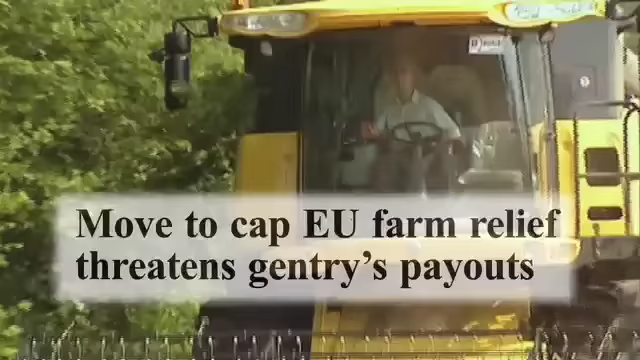 Move to cap EU farm relief
threatens gentry's payouts